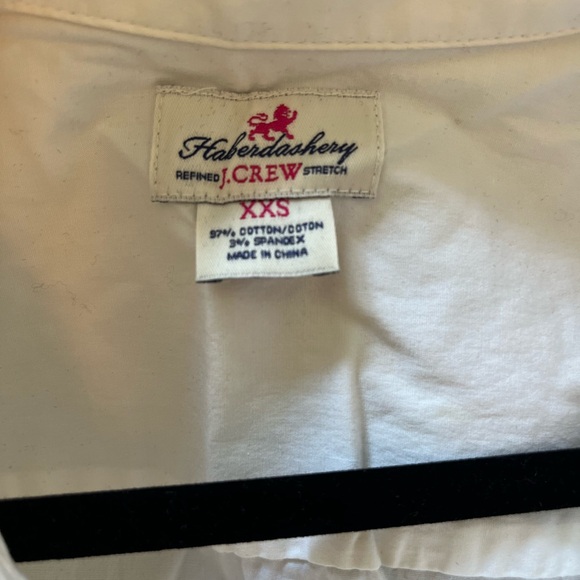 Haberdashery
REFINED J.CREW STRETCH
XXS
97% COTTON/COTON
3% SPANDEX
MADE IN CHINA